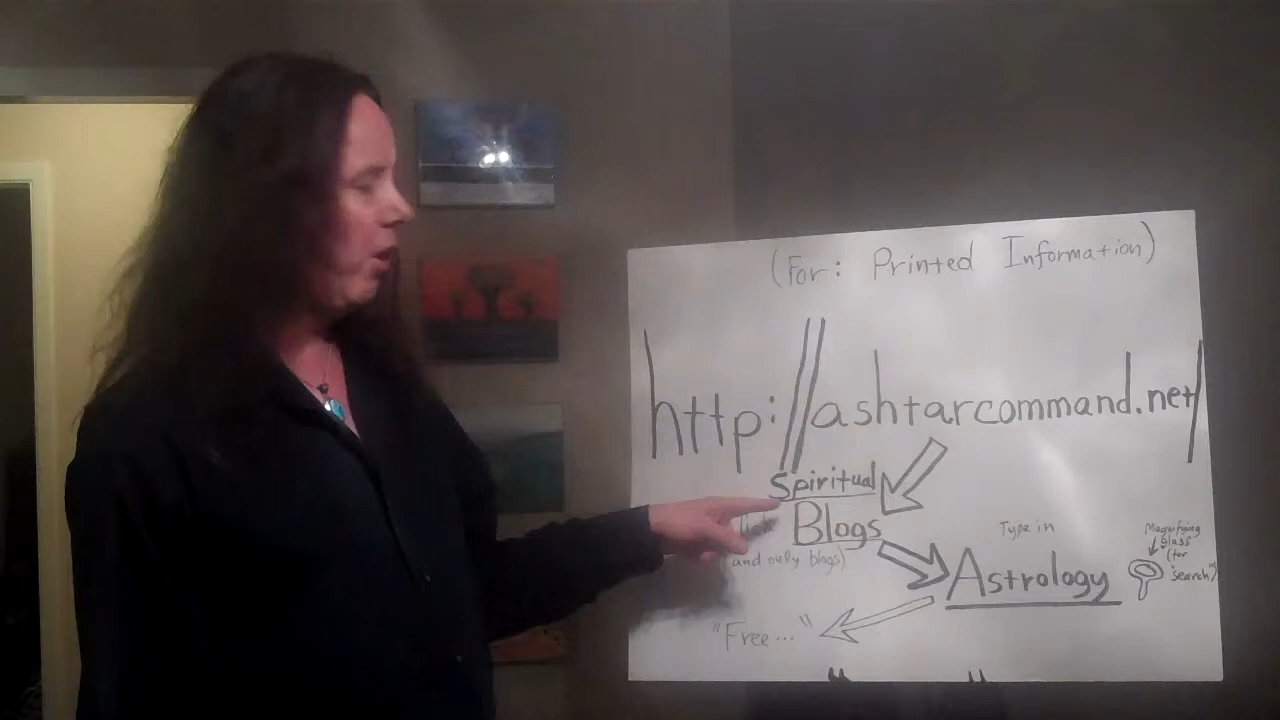 (For: Printed Information)
http://ashtarcommand.net/
Spiritual
Blogs
(and only blogs)
Type in
Astrology
Magnifying
Glass
(for
"search")
"Free..."